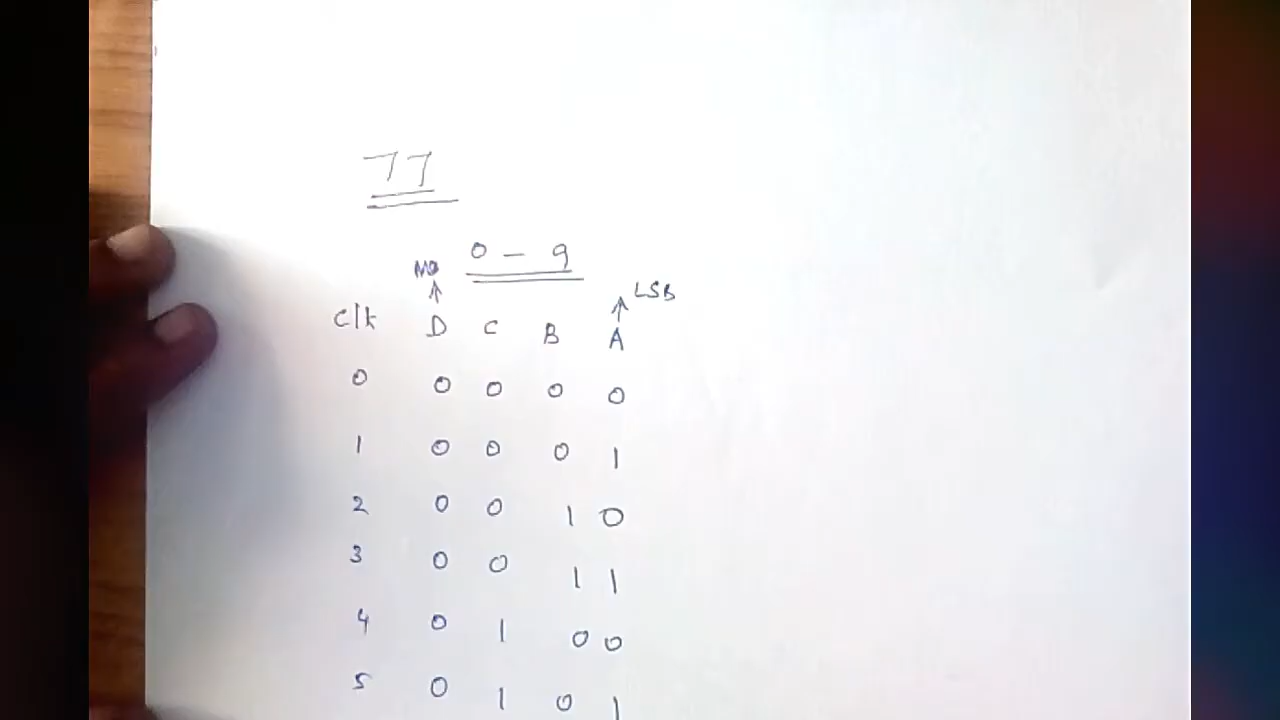 77
0 - 9
LSB
Clk D C B A
0 0 0 0 0
1 0 0 0 1
2 0 0 1 0
3 0 0 1 1
4 0 1 0 0
5 0 1 0 1